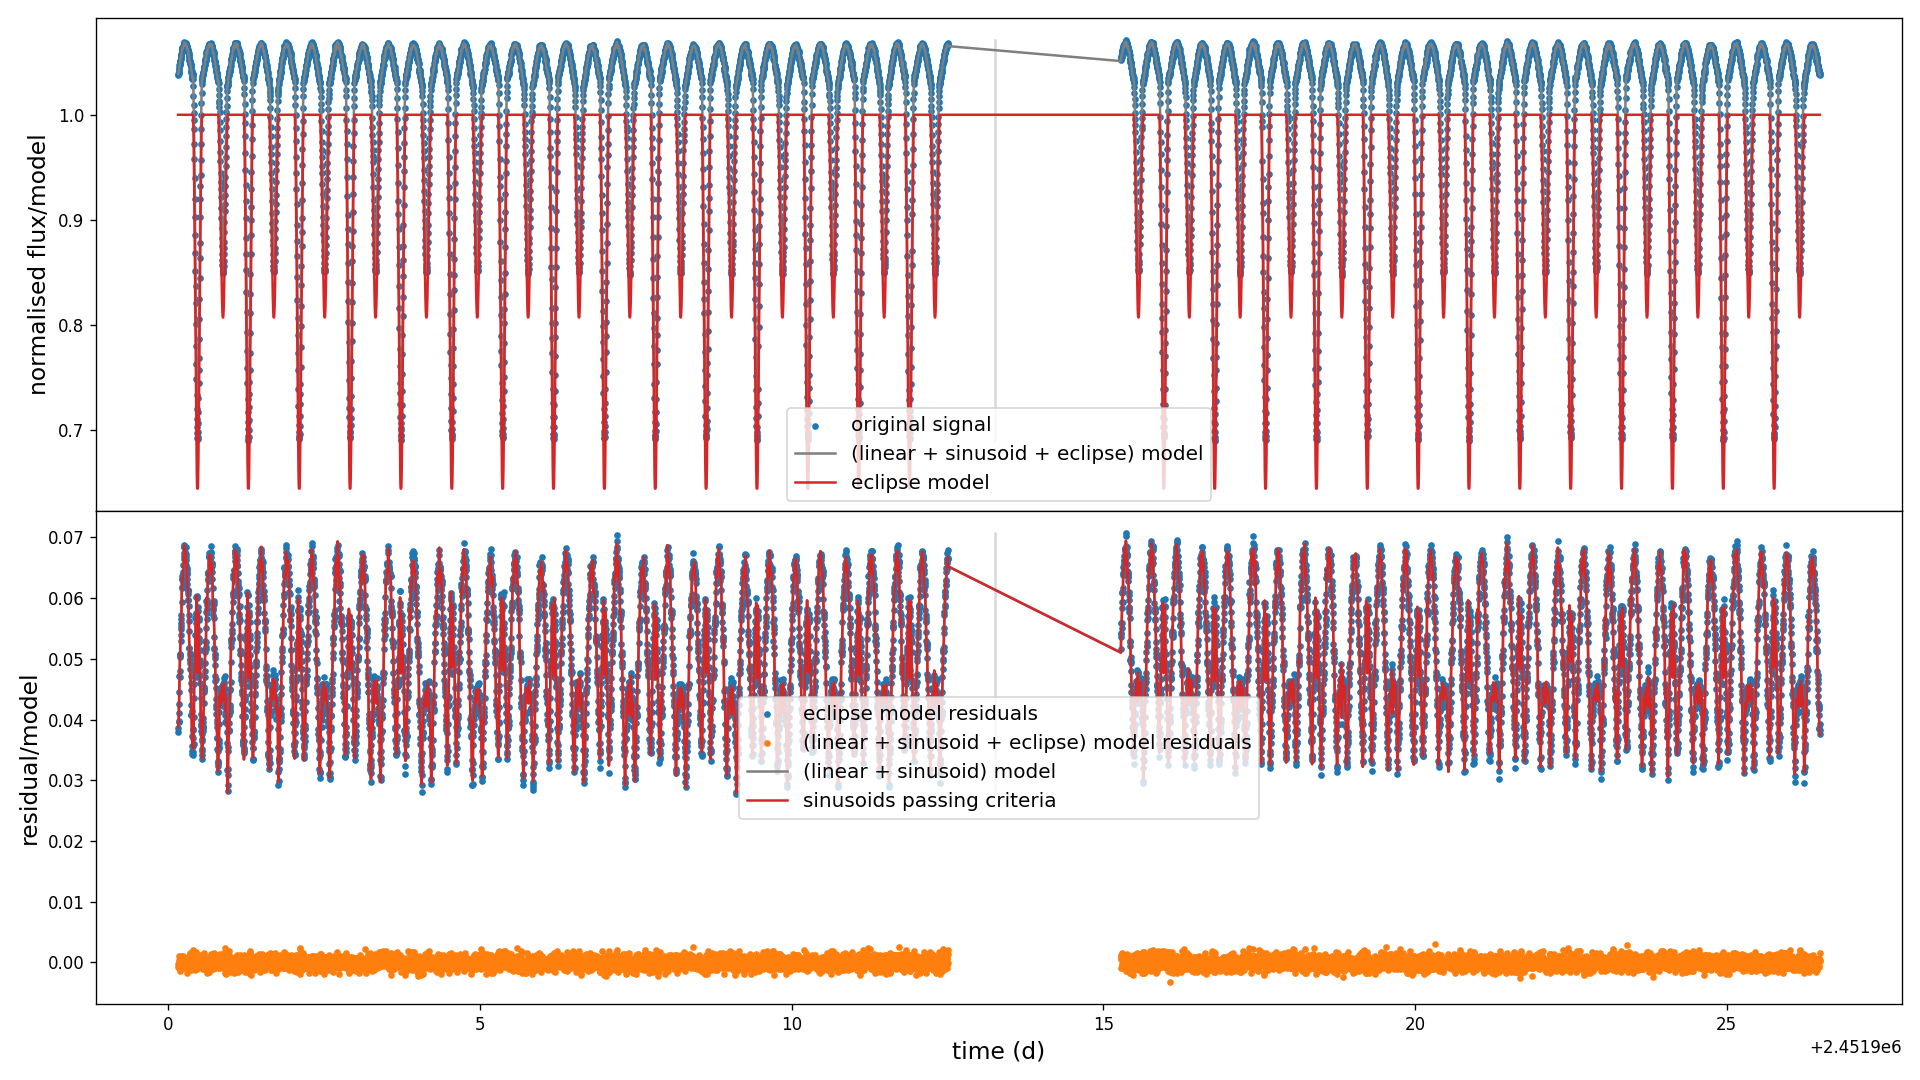 normalised flux/model
1.0
0.9
0.8
0.7
original signal
(linear + sinusoid + eclipse) model
eclipse model
residual/model
0.07
0.06
0.05
0.04
0.03
0.02
0.01
0.00
eclipse model residuals
(linear + sinusoid + eclipse) model residuals
(linear + sinusoid) model
sinusoids passing criteria
0 5 10 15 20 25
time (d)
+2.4519e6